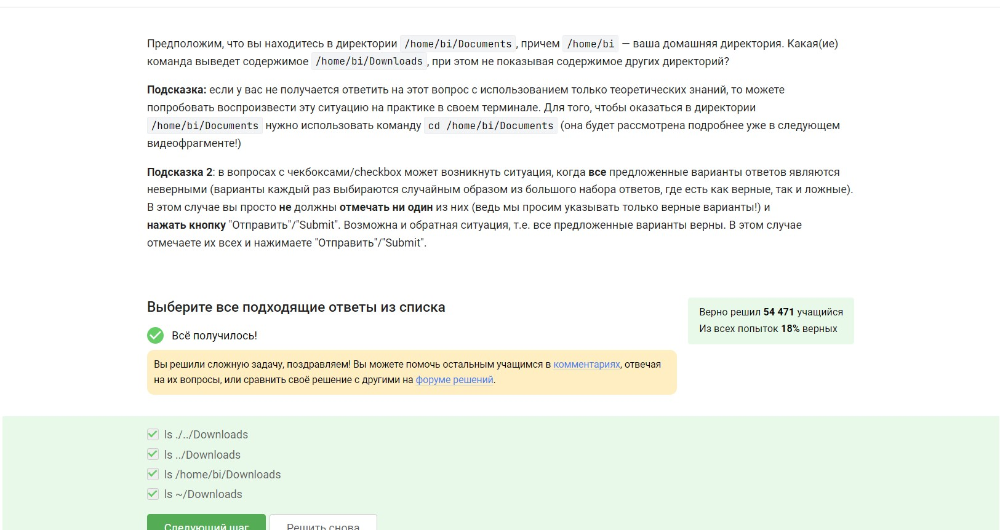 Предположим, что вы находитесь в директории /home/bi/Documents, причем /home/bi — ваша домашняя директория. Какая(ие)
команда выведет содержимое /home/bi/Downloads, при этом не показывая содержимое других директорий?
Подсказка: если у вас не получается ответить на этот вопрос с использованием только теоретических знаний, то можете
попробовать воспроизвести эту ситуацию на практике в своем терминале. Для того, чтобы оказаться в директории
/home/bi/Documents нужно использовать команду cd /home/bi/Documents (она будет рассмотрена подробнее уже в следующем
видеофрагменте!)
Подсказка 2: в вопросах с чекбоксами/checkbox может возникнуть ситуация, когда все предложенные варианты ответов являются
неверными (варианты каждый раз выбираются случайным образом из большого набора ответов, где есть как верные, так и ложные).
В этом случае вы просто не должны отмечать ни один из них (ведь мы просим указывать только верные варианты!) и
нажать кнопку "Отправить"/"Submit". Возможна и обратная ситуация, т.е. все предложенные варианты верны. В этом случае
отмечаете их всех и нажимаете "Отправить"/"Submit".
Выберите все подходящие ответы из списка
Верно решил 54 471 учащийся
Из всех попыток 18% верных
Всё получилось!
Вы решили сложную задачу, поздравляем! Вы можете помочь остальным учащимся в комментариях, отвечая
на их вопросы, или сравнить своё решение с другими на форуме решений.
ls ./../Downloads
ls ../Downloads
ls /home/bi/Downloads
ls ~/Downloads
Следующий шаг
Решить снова